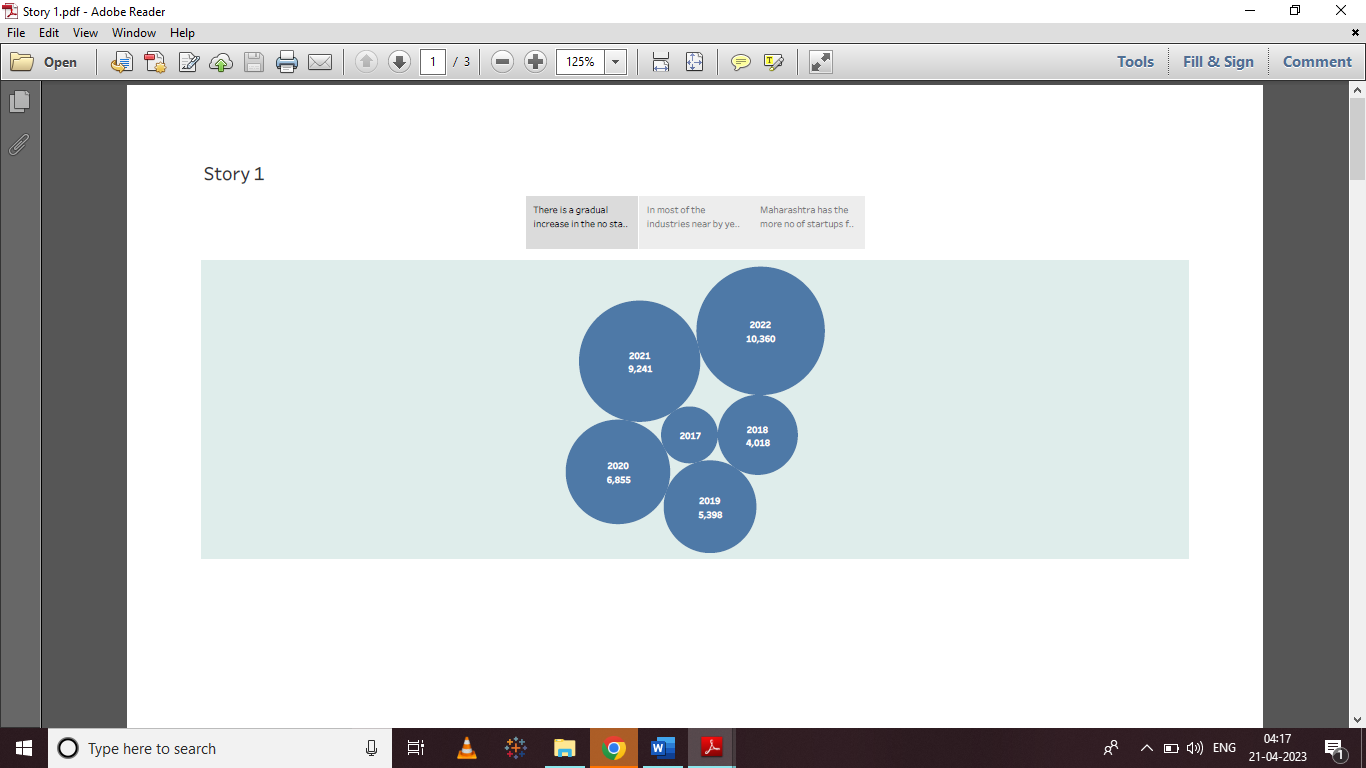 Story 1.pdf - Adobe Reader
File Edit View Window Help
Open 1 / 3 125% Tools Fill & Sign Comment
Story 1
There is a gradual
increase in the no sta..
In most of the
industries near by ye..
Maharashtra has the
more no of startups f..
2022
10,360
2021
9,241
2017
2018
4,018
2020
6,855
2019
5,398
Type here to search
ENG
04:17
21-04-2023
1